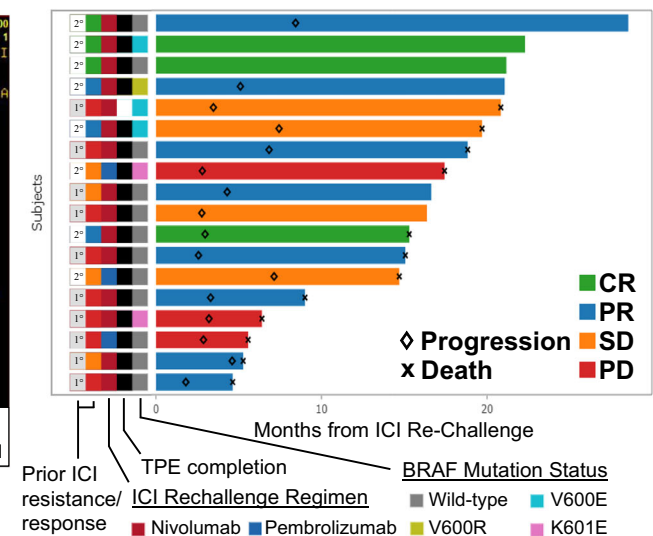 00
1
I
A
2°
2°
2°
2°
1°
2°
1°
2°
1°
1°
2°
1°
2°
1°
1°
1°
1°
1°
Subjects
CR
PR
SD
PD
Progression
x Death
0 10 20
Months from ICI Re-Challenge
Prior ICI
resistance/
response
TPE completion
ICI Rechallenge Regimen
Nivolumab Pembrolizumab
BRAF Mutation Status
Wild-type V600E
V600R K601E